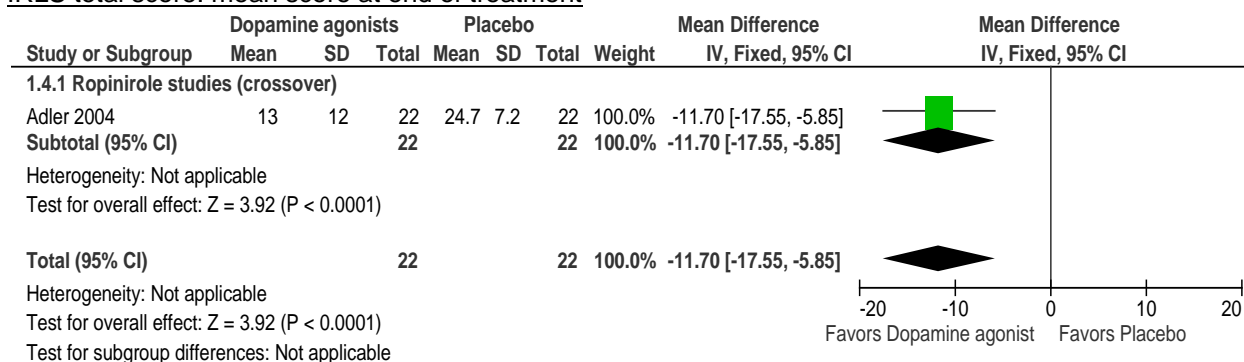 IRLS total score: mean score at end of treatment
Dopamine agonists Placebo Mean Difference Mean Difference
Study or Subgroup Mean SD Total Mean SD Total Weight IV, Fixed, 95% CI IV, Fixed, 95% CI
1.4.1 Ropinirole studies (crossover)
Adler 2004 13 12 22 24.7 7.2 22 100.0% -11.70 [-17.55, -5.85]
Subtotal (95% CI) 22 22 100.0% -11.70 [-17.55, -5.85]
Heterogeneity: Not applicable
Test for overall effect: Z = 3.92 (P < 0.0001)
Total (95% CI) 22 22 100.0% -11.70 [-17.55, -5.85]
Heterogeneity: Not applicable
Test for overall effect: Z = 3.92 (P < 0.0001)
Test for subgroup differences: Not applicable
-20 -10 0 10 20
Favors Dopamine agonist Favors Placebo